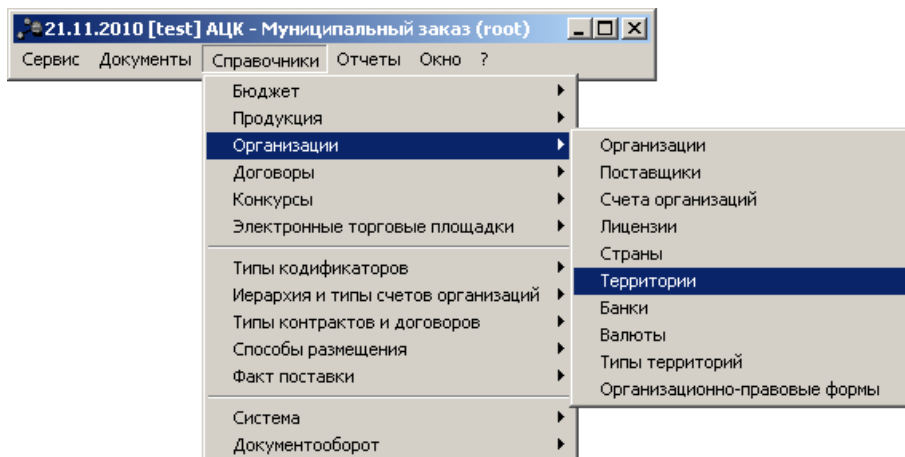 21.11.2010 [test] АЦК - Муниципальный заказ (root)
Сервис Документы Справочники Отчеты Окно ?
Бюджет
Продукция
Организации
Договоры
Конкурсы
Электронные торговые площадки
Типы кодификаторов
Иерархия и типы счетов организаций
Типы контрактов и договоров
Способы размещения
Факт поставки
Система
Документооборот
Организации
Поставщики
Счета организаций
Лицензии
Страны
Территории
Банки
Валюты
Типы территорий
Организационно-правовые формы